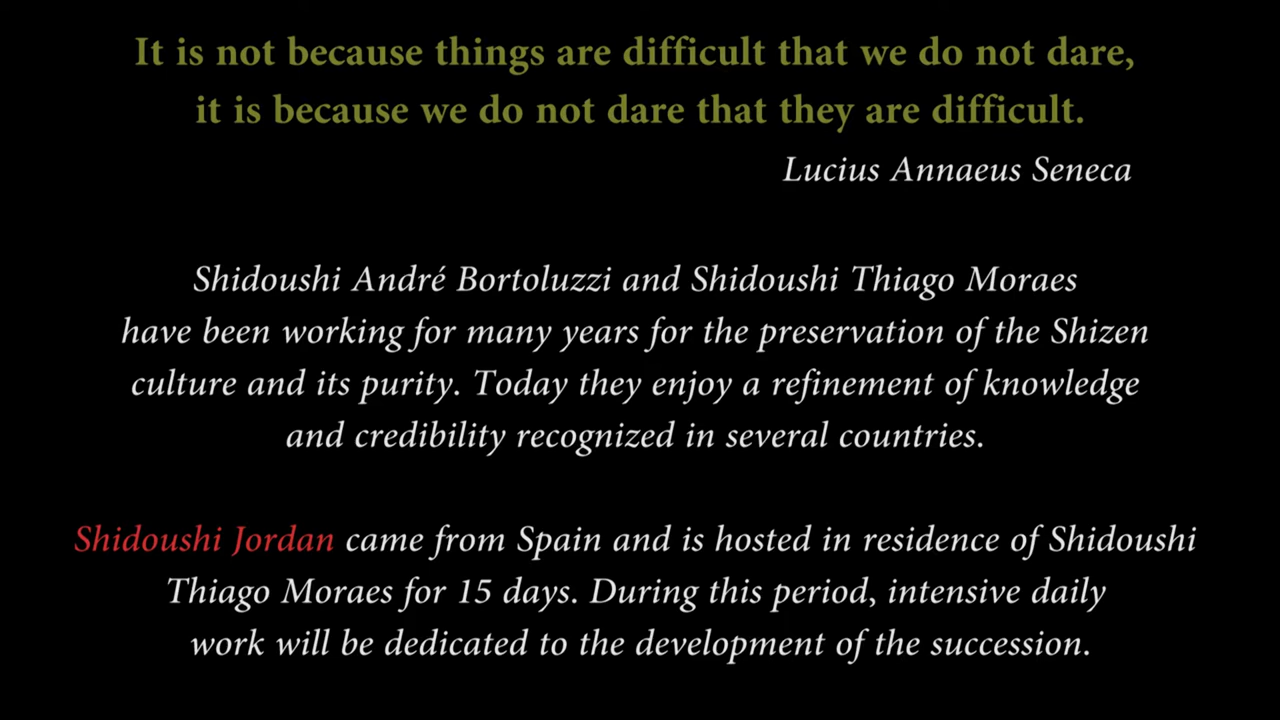 It is not because things are difficult that we do not dare,
it is because we do not dare that they are difficult.
Lucius Annaeus Seneca
Shidoushi André Bortoluzzi and Shidoushi Thiago Moraes
have been working for many years for the preservation of the Shizen
culture and its purity. Today they enjoy a refinement of knowledge
and credibility recognized in several countries.
Shidoushi Jordan came from Spain and is hosted in residence of Shidoushi
Thiago Moraes for 15 days. During this period, intensive daily
work will be dedicated to the development of the succession.